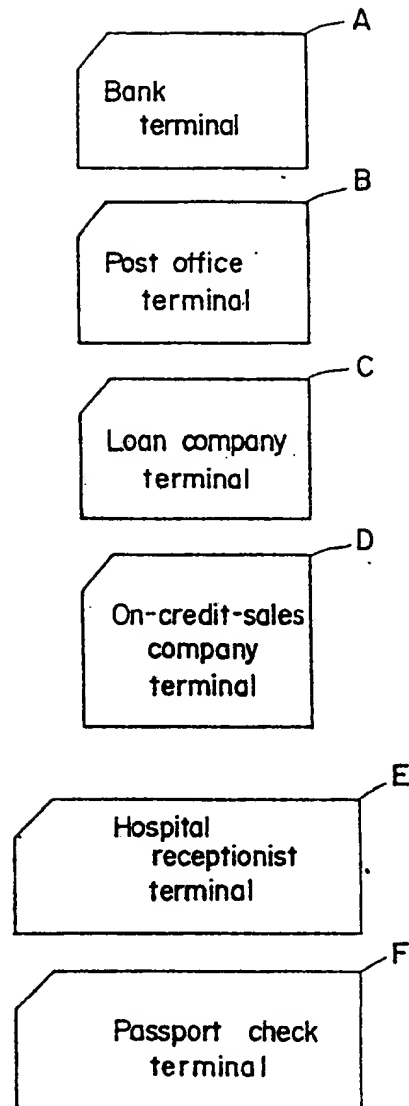 A
Bank
terminal
B
Post office
terminal
C
Loan company
terminal
D
On-credit-sales
company
terminal
E
Hospital
receptionist
terminal
F
Passport check
terminal